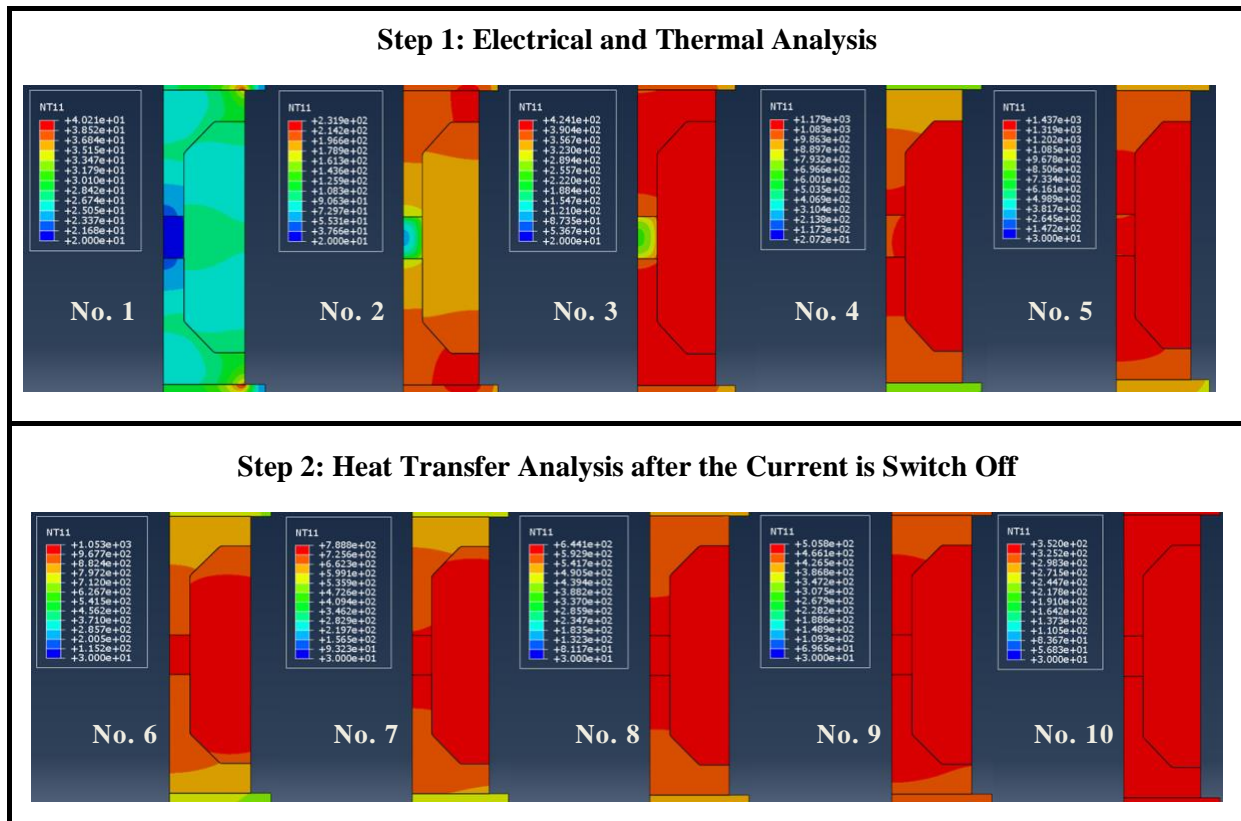 Step 1: Electrical and Thermal Analysis
NT11
+4.021e+01
+3.852e+01
+3.684e+01
+3.515e+01
+3.347e+01
+3.179e+01
+3.010e+01
+2.842e+01
+2.674e+01
+2.505e+01
+2.337e+01
+2.168e+01
+2.000e+01
No. 1
NT11
+2.319e+02
+2.142e+02
+1.966e+02
+1.789e+02
+1.613e+02
+1.436e+02
+1.259e+02
+1.083e+02
+9.063e+01
+7.297e+01
+5.531e+01
+3.766e+01
+2.000e+01
No. 2
NT11
+4.241e+02
+3.904e+02
+3.567e+02
+3.230e+02
+2.894e+02
+2.557e+02
+2.220e+02
+1.884e+02
+1.547e+02
+1.210e+02
+8.735e+01
+5.367e+01
+2.000e+01
No. 3
NT11
+1.179e+03
+1.083e+03
+9.863e+02
+8.897e+02
+7.932e+02
+6.966e+02
+6.001e+02
+5.035e+02
+4.069e+02
+3.104e+02
+2.138e+02
+1.173e+02
+2.072e+01
No. 4
NT11
+1.437e+03
+1.319e+03
+1.202e+03
+1.085e+03
+9.678e+02
+8.506e+02
+7.334e+02
+6.161e+02
+4.989e+02
+3.817e+02
+2.645e+02
+1.472e+02
+3.000e+01
No. 5
Step 2: Heat Transfer Analysis after the Current is Switch Off
NT11
+1.053e+03
+9.677e+02
+8.824e+02
+7.972e+02
+7.120e+02
+6.267e+02
+5.415e+02
+4.562e+02
+3.710e+02
+2.857e+02
+2.005e+02
+1.152e+02
+3.000e+01
No. 6
NT11
+7.888e+02
+7.256e+02
+6.623e+02
+5.991e+02
+5.359e+02
+4.726e+02
+4.094e+02
+3.462e+02
+2.829e+02
+2.197e+02
+1.565e+02
+9.323e+01
+3.000e+01
No. 7
NT11
+6.441e+02
+5.929e+02
+5.417e+02
+4.905e+02
+4.394e+02
+3.882e+02
+3.370e+02
+2.859e+02
+2.347e+02
+1.835e+02
+1.323e+02
+8.117e+01
+3.000e+01
No. 8
NT11
+5.058e+02
+4.661e+02
+4.265e+02
+3.868e+02
+3.472e+02
+3.075e+02
+2.679e+02
+2.282e+02
+1.886e+02
+1.489e+02
+1.093e+02
+6.965e+01
+3.000e+01
No. 9
NT11
+3.520e+02
+3.252e+02
+2.983e+02
+2.715e+02
+2.447e+02
+2.178e+02
+1.910e+02
+1.642e+02
+1.373e+02
+1.105e+02
+8.367e+01
+5.683e+01
+3.000e+01
No. 10